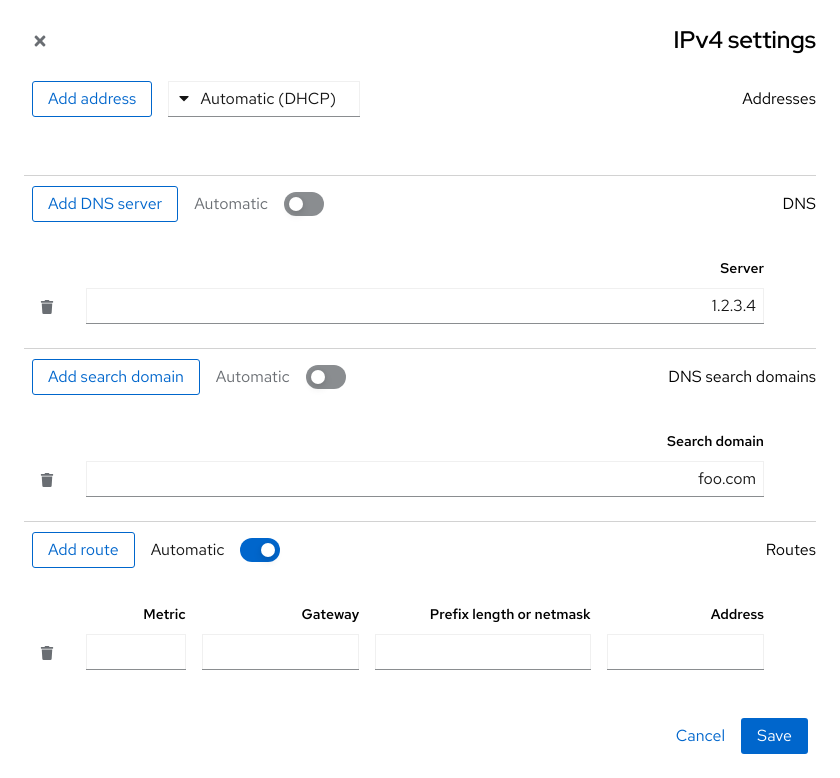 IPv4 settings
Addresses
Automatic (DHCP)
Add address
DNS
Automatic
Add DNS server
Server
1.2.3.4
DNS search domains
Automatic
Add search domain
Search domain
foo.com
Routes
Automatic
Add route
Address
Prefix length or netmask
Gateway
Metric
Save
Cancel